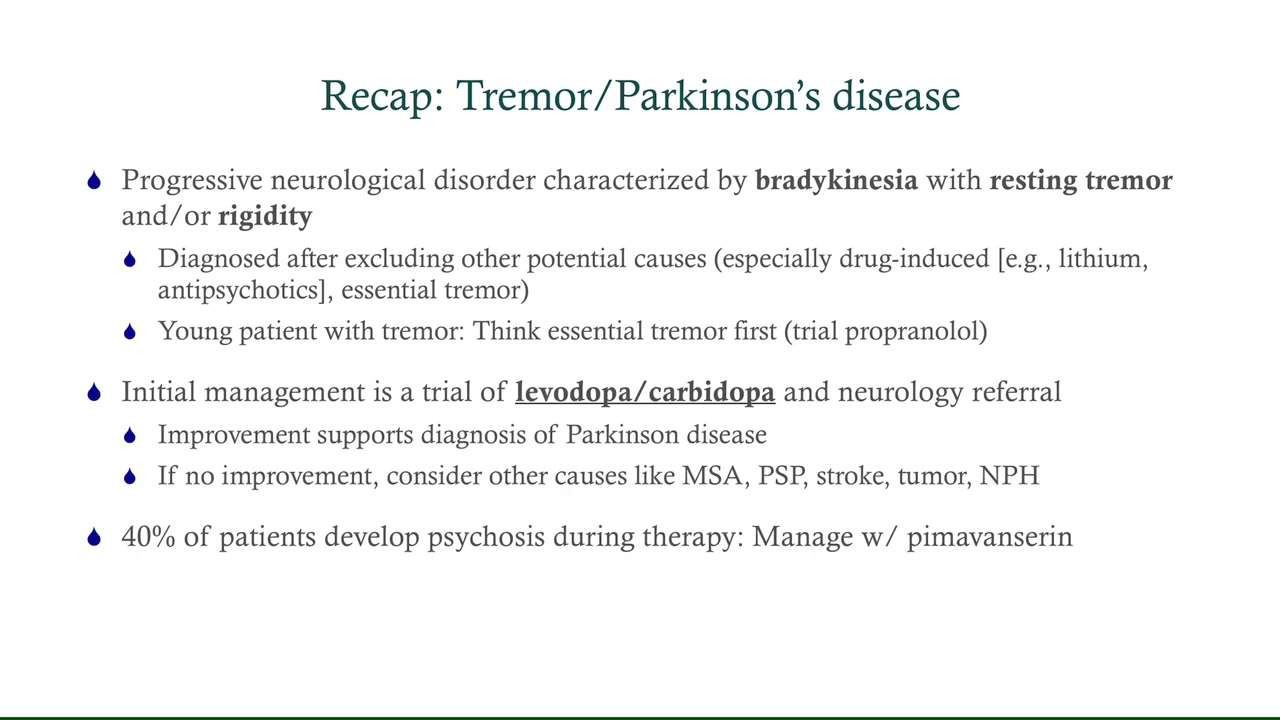 Recap: Tremor/Parkinson’s disease
Progressive neurological disorder characterized by bradykinesia with resting tremor
and/or rigidity
Diagnosed after excluding other potential causes (especially drug-induced [e.g., lithium,
antipsychotics], essential tremor)
Young patient with tremor: Think essential tremor first (trial propranolol)
Initial management is a trial of levodopa/carbidopa and neurology referral
Improvement supports diagnosis of Parkinson disease
If no improvement, consider other causes like MSA, PSP, stroke, tumor, NPH
40% of patients develop psychosis during therapy: Manage w/ pimavanserin